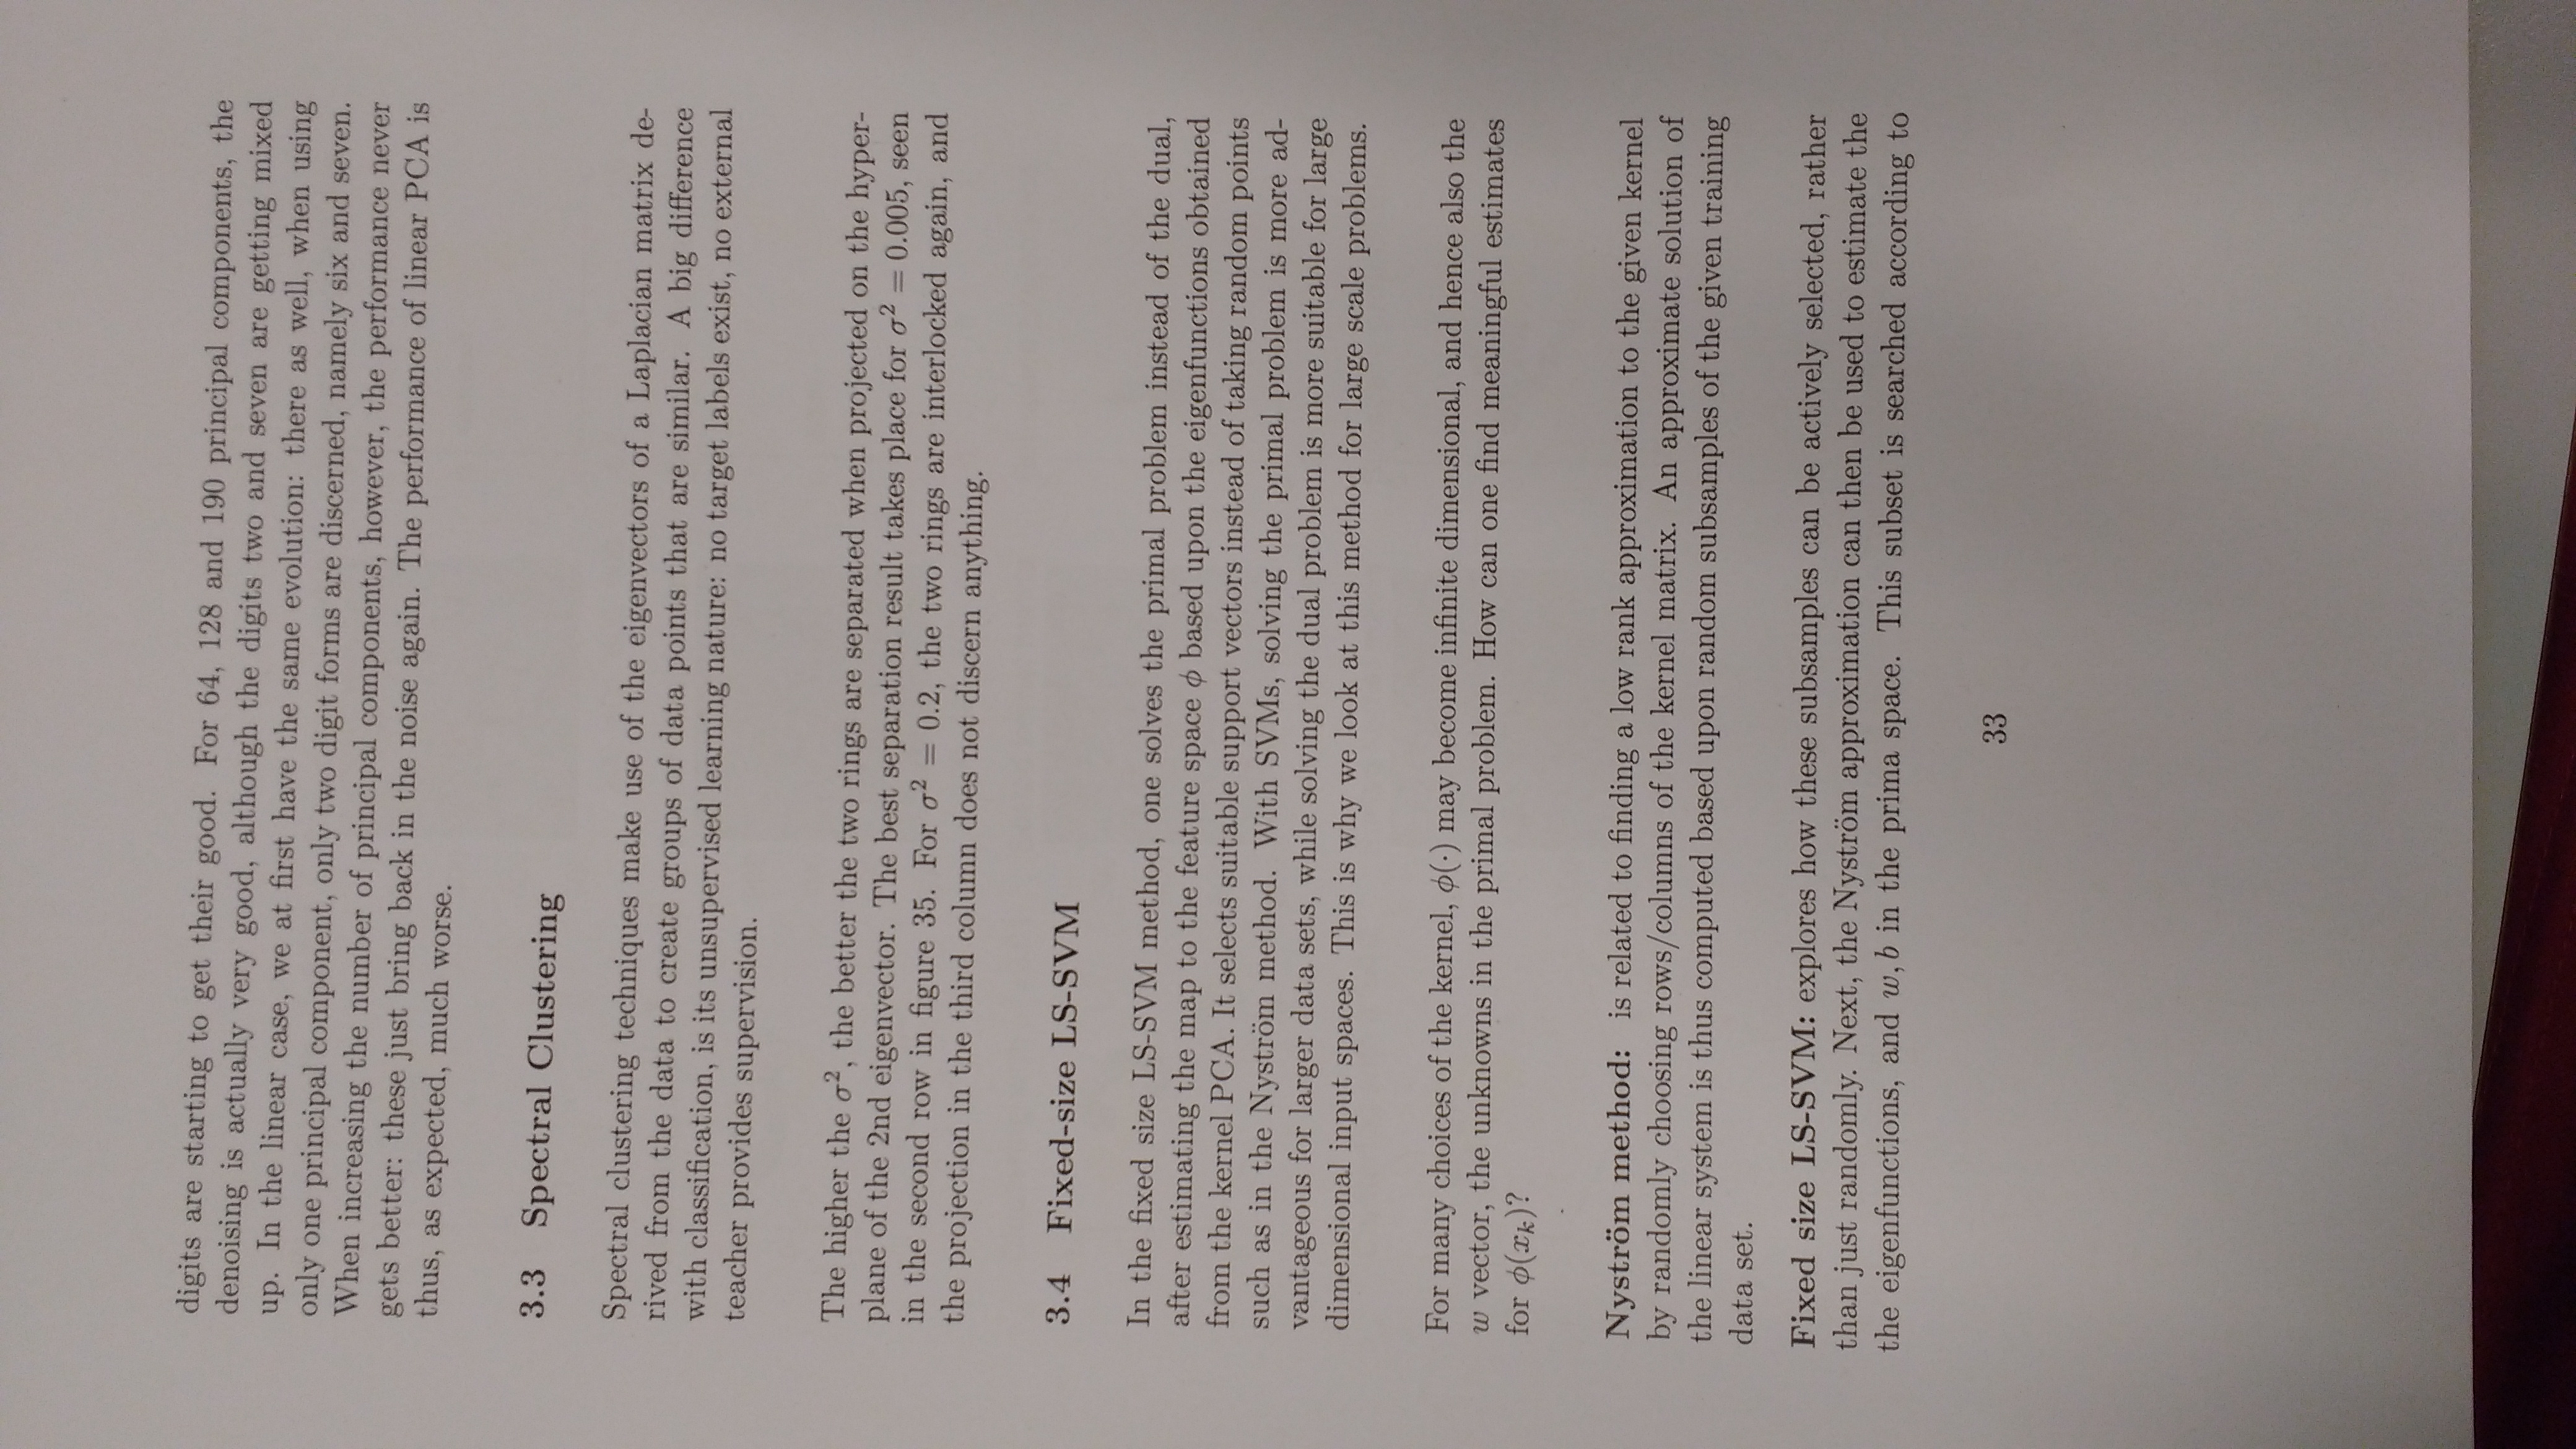 digits are starting to get their good. For 64, 128 and 190 principal components, the
denoising is actually very good, although the digits two and seven are getting mixed
up. In the linear case, we at first have the same evolution: there as well, when using
only one principal component, only two digit forms are discerned, namely six and seven.
When increasing the number of principal components, however, the performance never
gets better: these just bring back in the noise again. The performance of linear PCA is
thus, as expected, much worse.
3.3 Spectral Clustering
Spectral clustering techniques make use of the eigenvectors of a Laplacian matrix de-
rived from the data to create groups of data points that are similar. A big difference
with classification, is its unsupervised learning nature: no target labels exist, no external
teacher provides supervision.
The higher the σ², the better the two rings are separated when projected on the hyper-
plane of the 2nd eigenvector. The best separation result takes place for σ² = 0.005, seen
in the second row in figure 35. For σ² = 0.2, the two rings are interlocked again, and
the projection in the third column does not discern anything.
3.4 Fixed-size LS-SVM
In the fixed size LS-SVM method, one solves the primal problem instead of the dual,
after estimating the map to the feature space ϕ based upon the eigenfunctions obtained
from the kernel PCA. It selects suitable support vectors instead of taking random points
such as in the Nyström method. With SVMs, solving the primal problem is more ad-
vantageous for larger data sets, while solving the dual problem is more suitable for large
dimensional input spaces. This is why we look at this method for large scale problems.
For many choices of the kernel, ϕ(·) may become infinite dimensional, and hence also the
w vector, the unknowns in the primal problem. How can one find meaningful estimates
for ϕ(xₖ)?
Nyström method: is related to finding a low rank approximation to the given kernel
by randomly choosing rows/columns of the kernel matrix. An approximate solution of
the linear system is thus computed based upon random subsamples of the given training
data set.
Fixed size LS-SVM: explores how these subsamples can be actively selected, rather
than just randomly. Next, the Nyström approximation can then be used to estimate the
the eigenfunctions, and w, b in the prima space. This subset is searched according to
33